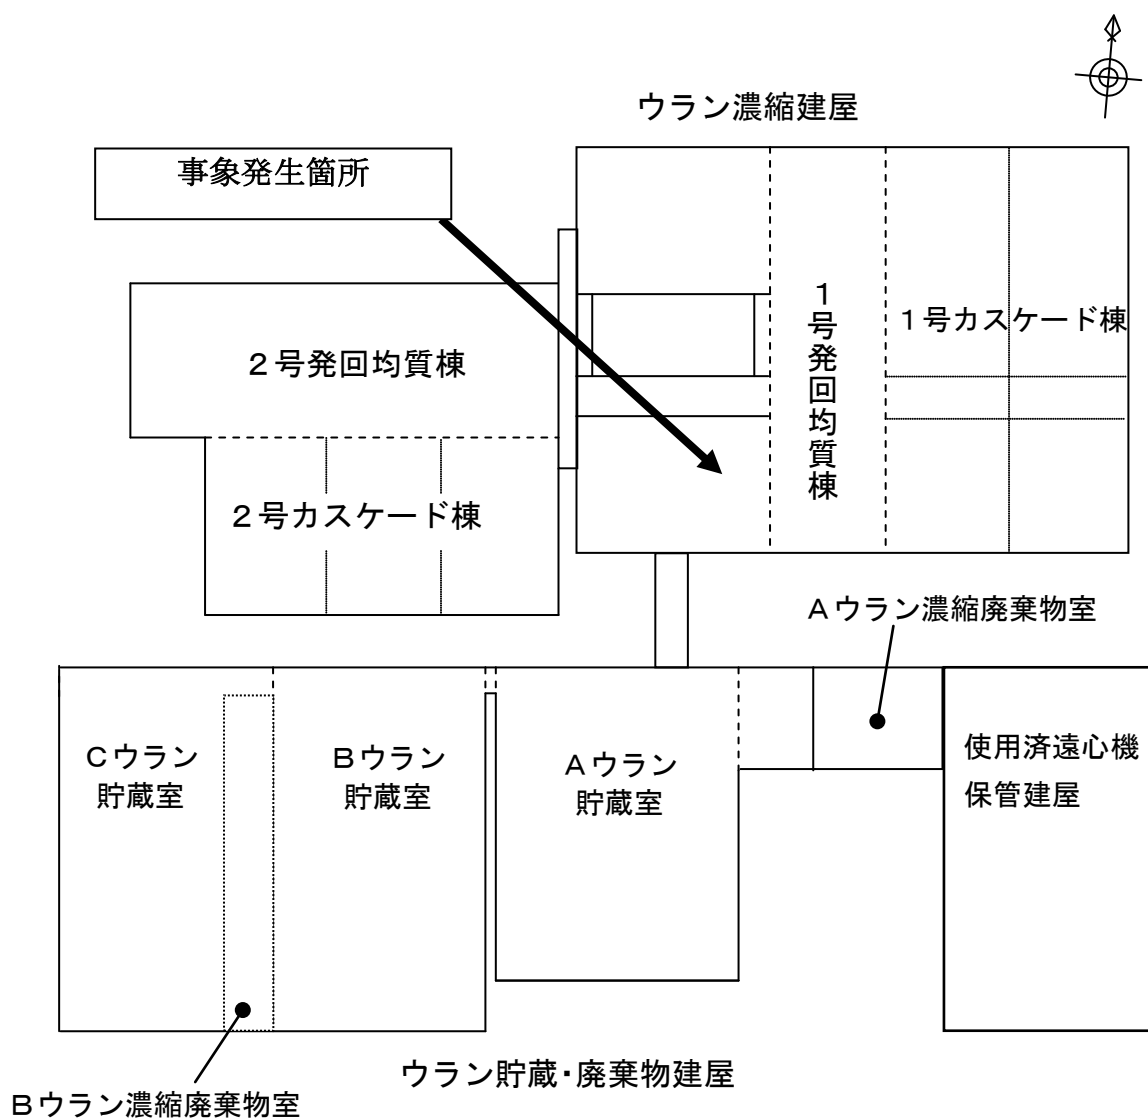 ウラン濃縮建屋
事象発生箇所
１号発回均質棟
１号カスケード棟
２号発回均質棟
２号カスケード棟
Ａウラン濃縮廃棄物室
Ｃウラン
貯蔵室
Ｂウラン
貯蔵室
Ａウラン
貯蔵室
使用済遠心機
保管建屋
ウラン貯蔵・廃棄物建屋
Ｂウラン濃縮廃棄物室